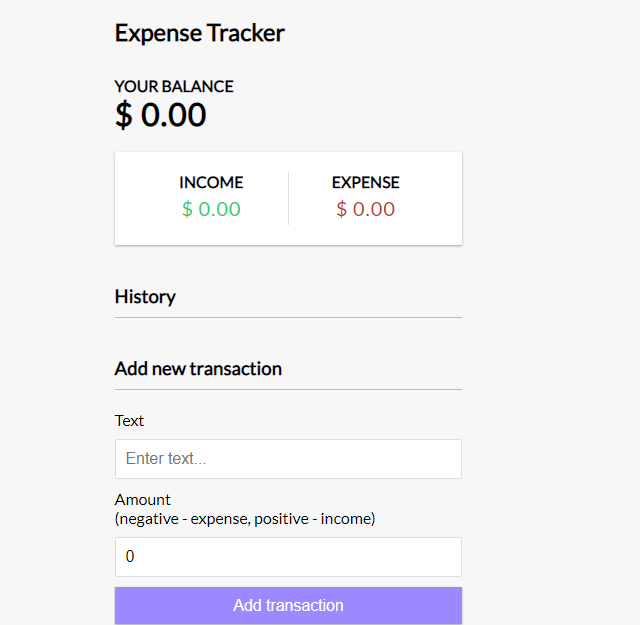 Expense Tracker
YOUR BALANCE
$ 0.00
INCOME
EXPENSE
$ 0.00
$ 0.00
History
Add new transaction
Text
Enter text...
Amount
(negative - expense, positive - income)
0
Add transaction